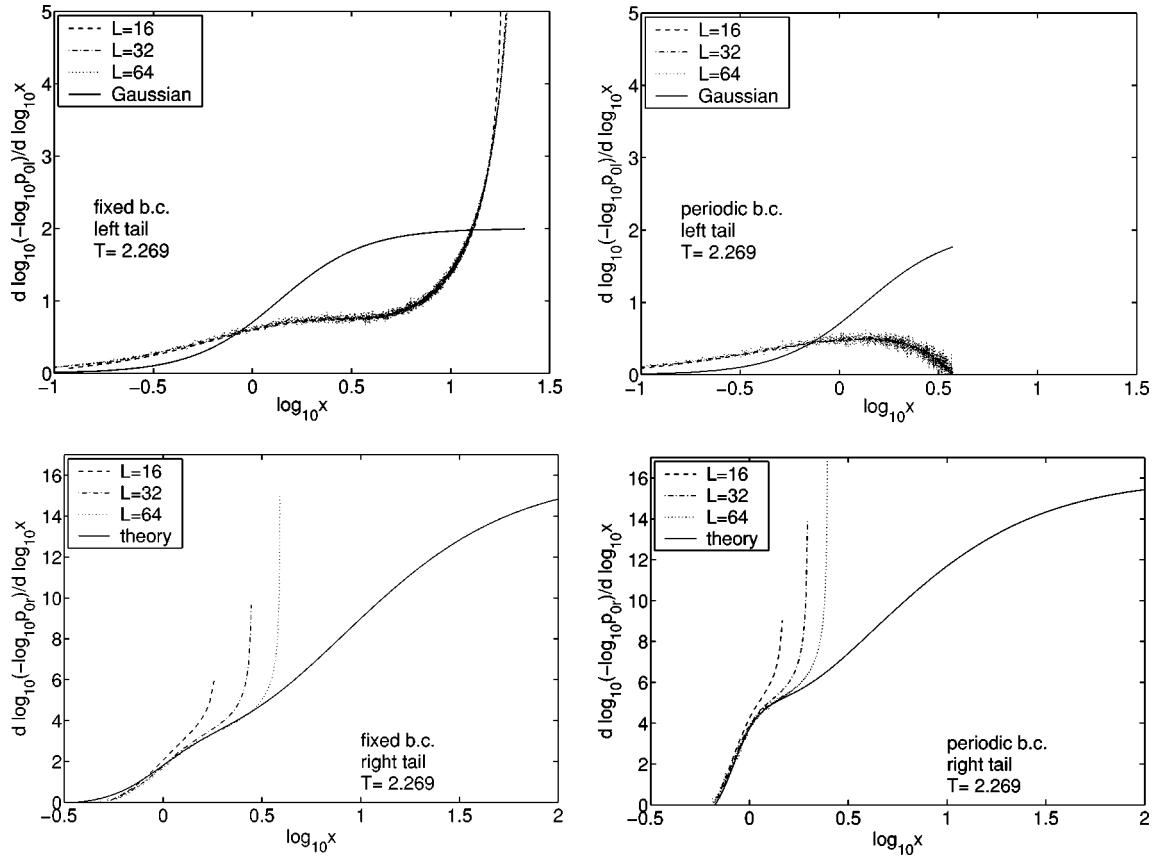 L=16
L=32
L=64
Gaussian
fixed b.c.
left tail
T= 2.269
d log₁₀(-log₁₀p₀ₗ)/d log₁₀x
5
4
3
2
1
0
-1 -0.5 0 0.5 1 1.5
log₁₀x
L=16
L=32
L=64
Gaussian
periodic b.c.
left tail
T= 2.269
d log₁₀(-log₁₀p₀ₗ)/d log₁₀x
5
4
3
2
1
0
-1 -0.5 0 0.5 1 1.5
log₁₀x
L=16
L=32
L=64
theory
fixed b.c.
right tail
T= 2.269
d log₁₀(-log₁₀p₀ᵣ)/d log₁₀x
16
14
12
10
8
6
4
2
0
-0.5 0 0.5 1 1.5 2
log₁₀x
L=16
L=32
L=64
theory
periodic b.c.
right tail
T= 2.269
d log₁₀(-log₁₀p₀ᵣ)/d log₁₀x
16
14
12
10
8
6
4
2
0
-0.5 0 0.5 1 1.5 2
log₁₀x